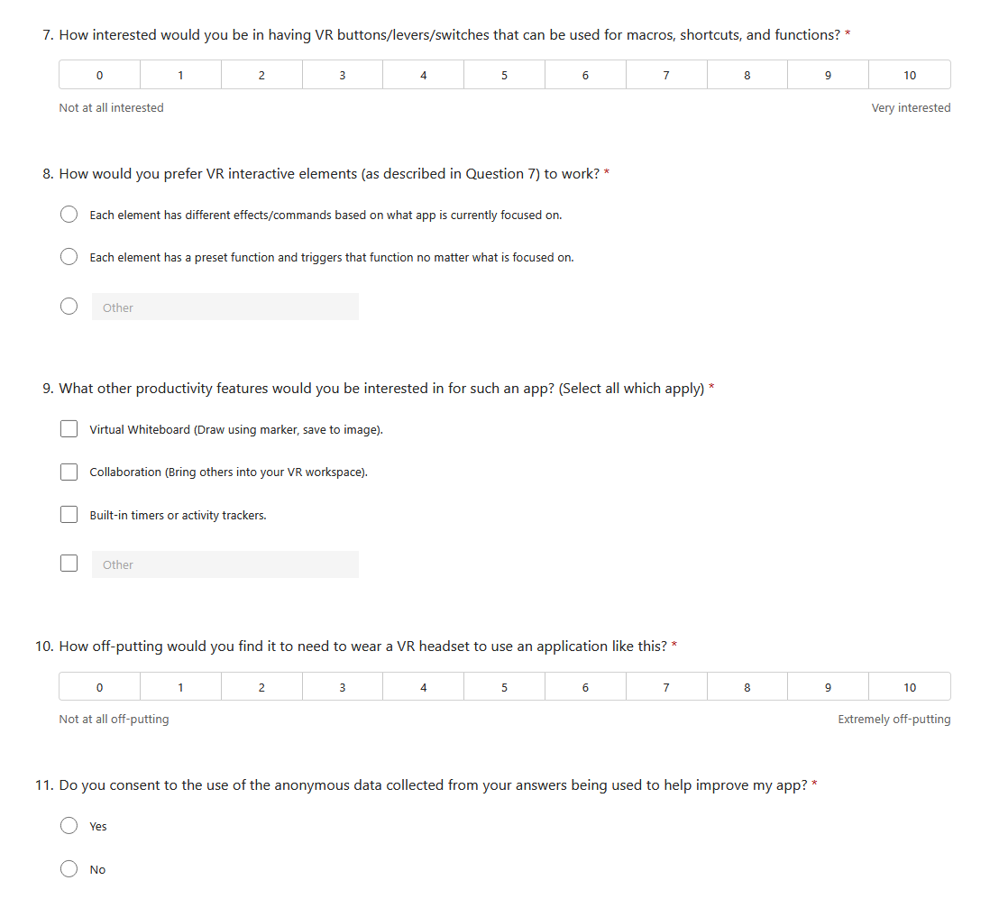 7. How interested would you be in having VR buttons/levers/switches that can be used for macros, shortcuts, and functions? *
0 1 2 3 4 5 6 7 8 9 10
Not at all interested Very interested
8. How would you prefer VR interactive elements (as described in Question 7) to work? *
Each element has different effects/commands based on what app is currently focused on.
Each element has a preset function and triggers that function no matter what is focused on.
Other
9. What other productivity features would you be interested in for such an app? (Select all which apply) *
Virtual Whiteboard (Draw using marker, save to image).
Collaboration (Bring others into your VR workspace).
Built-in timers or activity trackers.
Other
10. How off-putting would you find it to need to wear a VR headset to use an application like this? *
0 1 2 3 4 5 6 7 8 9 10
Not at all off-putting Extremely off-putting
11. Do you consent to the use of the anonymous data collected from your answers being used to help improve my app? *
Yes
No